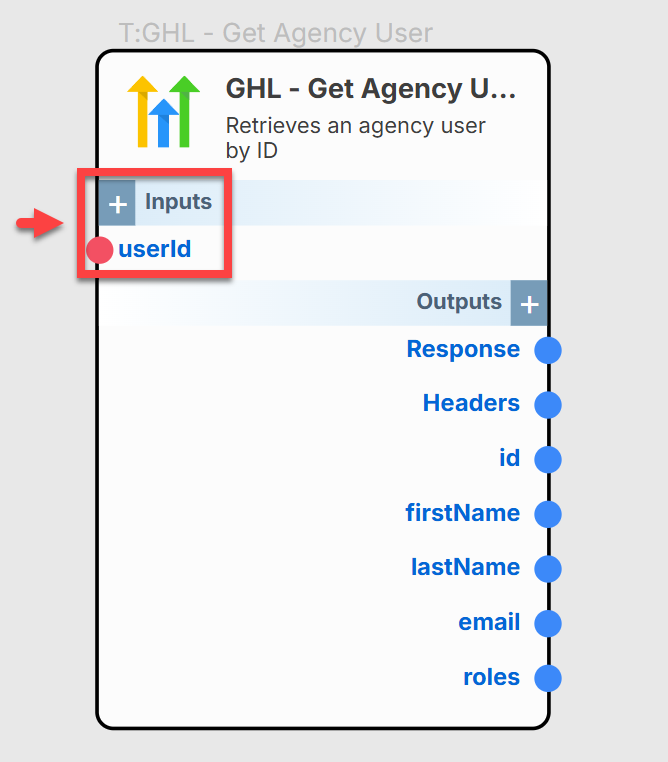 T:GHL - Get Agency User
GHL - Get Agency U...
Retrieves an agency user
by ID
+ Inputs
userId
Outputs +
Response
Headers
id
firstName
lastName
email
roles